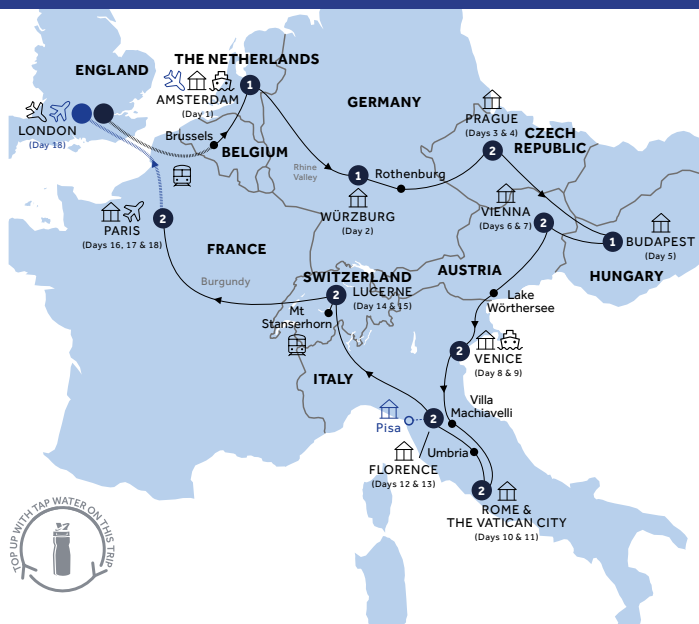 THE NETHERLANDS
ENGLAND
1
AMSTERDAM
(Day 1)
GERMANY
LONDON
(Day 18)
PRAGUE
(Days 3 & 4)
CZECH
REPUBLIC
Brussels
BELGIUM
2
Rhine
Valley
1
Rothenburg
WÜRZBURG
(Day 2)
VIENNA
(Days 6 & 7)
2
PARIS
(Days 16, 17 & 18)
2
1
BUDAPEST
(Day 5)
FRANCE
HUNGARY
AUSTRIA
SWITZERLAND
Burgundy
2
LUCERNE
(Day 14 & 15)
Lake
Wörthersee
Mt
Stanserhorn
2
VENICE
(Day 8 & 9)
ITALY
Villa
Machiavelli
Pisa
2
Umbria
FLORENCE
(Days 12 & 13)
2
ROME &
THE VATICAN CITY
(Days 10 & 11)
TOP UP WITH TAP WATER ON THIS TRIP